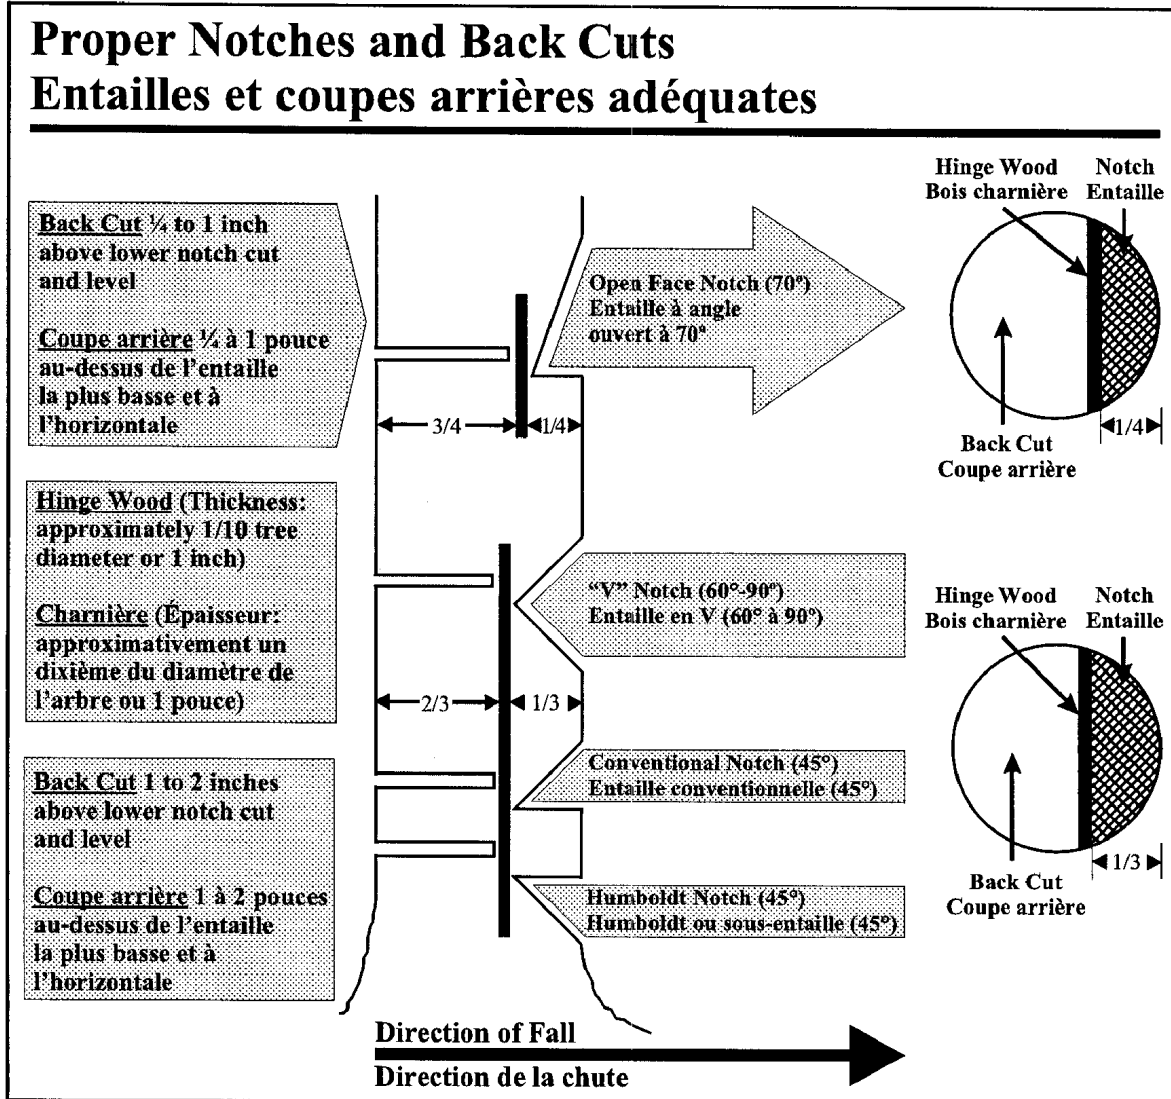 Proper Notches and Back Cuts
Entailles et coupes arrières adéquates
Back Cut ¼ to 1 inch
above lower notch cut
and level
Coupe arrière ¼ à 1 pouce
au-dessus de l'entaille
la plus basse et à
l'horizontale
Hinge Wood (Thickness:
approximately 1/10 tree
diameter or 1 inch)
Charnière (Épaisseur:
approximativement un
dixième du diamètre de
l'arbre ou 1 pouce)
Back Cut 1 to 2 inches
above lower notch cut
and level
Coupe arrière 1 à 2 pouces
au-dessus de l'entaille
la plus basse et à
l'horizontale
3/4
1/4
2/3
1/3
Open Face Notch (70°)
Entaille à angle
ouvert à 70°
"V" Notch (60°-90°)
Entaille en V (60° à 90°)
Conventional Notch (45°)
Entaille conventionnelle (45°)
Humboldt Notch (45°)
Humboldt ou sous-entaille (45°)
Hinge Wood
Bois charnière
Notch
Entaille
1/4
Back Cut
Coupe arrière
Hinge Wood
Bois charnière
Notch
Entaille
1/3
Back Cut
Coupe arrière
Direction of Fall
Direction de la chute